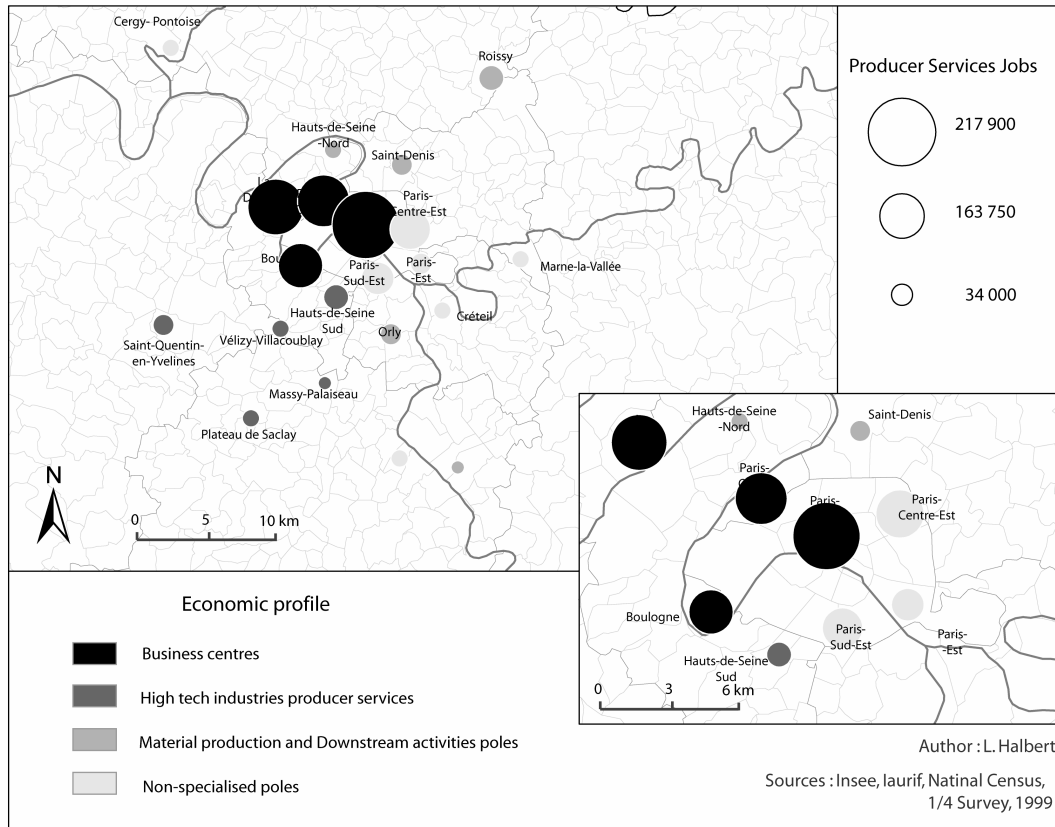 Cergy- Pontoise
Roissy
Hauts-de-Seine
-Nord
Saint-Denis
Paris-
Centre-Est
Paris-
Sud-Est
Paris-
-Est
Marne-la-Vallée
Hauts-de-Seine
Sud
Créteil
Orly
Saint-Quentin-
en-Yvelines
Vélizy-Villacoublay
Massy-Palaiseau
Plateau de Saclay
N
0 5 10 km
Producer Services Jobs
217 900
163 750
34 000
Hauts-de-Seine
-Nord
Saint-Denis
Paris-
Paris-
Paris-
Centre-Est
Boulogne
Paris-
Sud-Est
Paris-
-Est
Hauts-de-Seine
Sud
0 3 6 km
Economic profile
Business centres
High tech industries producer services
Material production and Downstream activities poles
Non-specialised poles
Author : L. Halbert
Sources : Insee, Iaurif, Natinal Census,
1/4 Survey, 1999